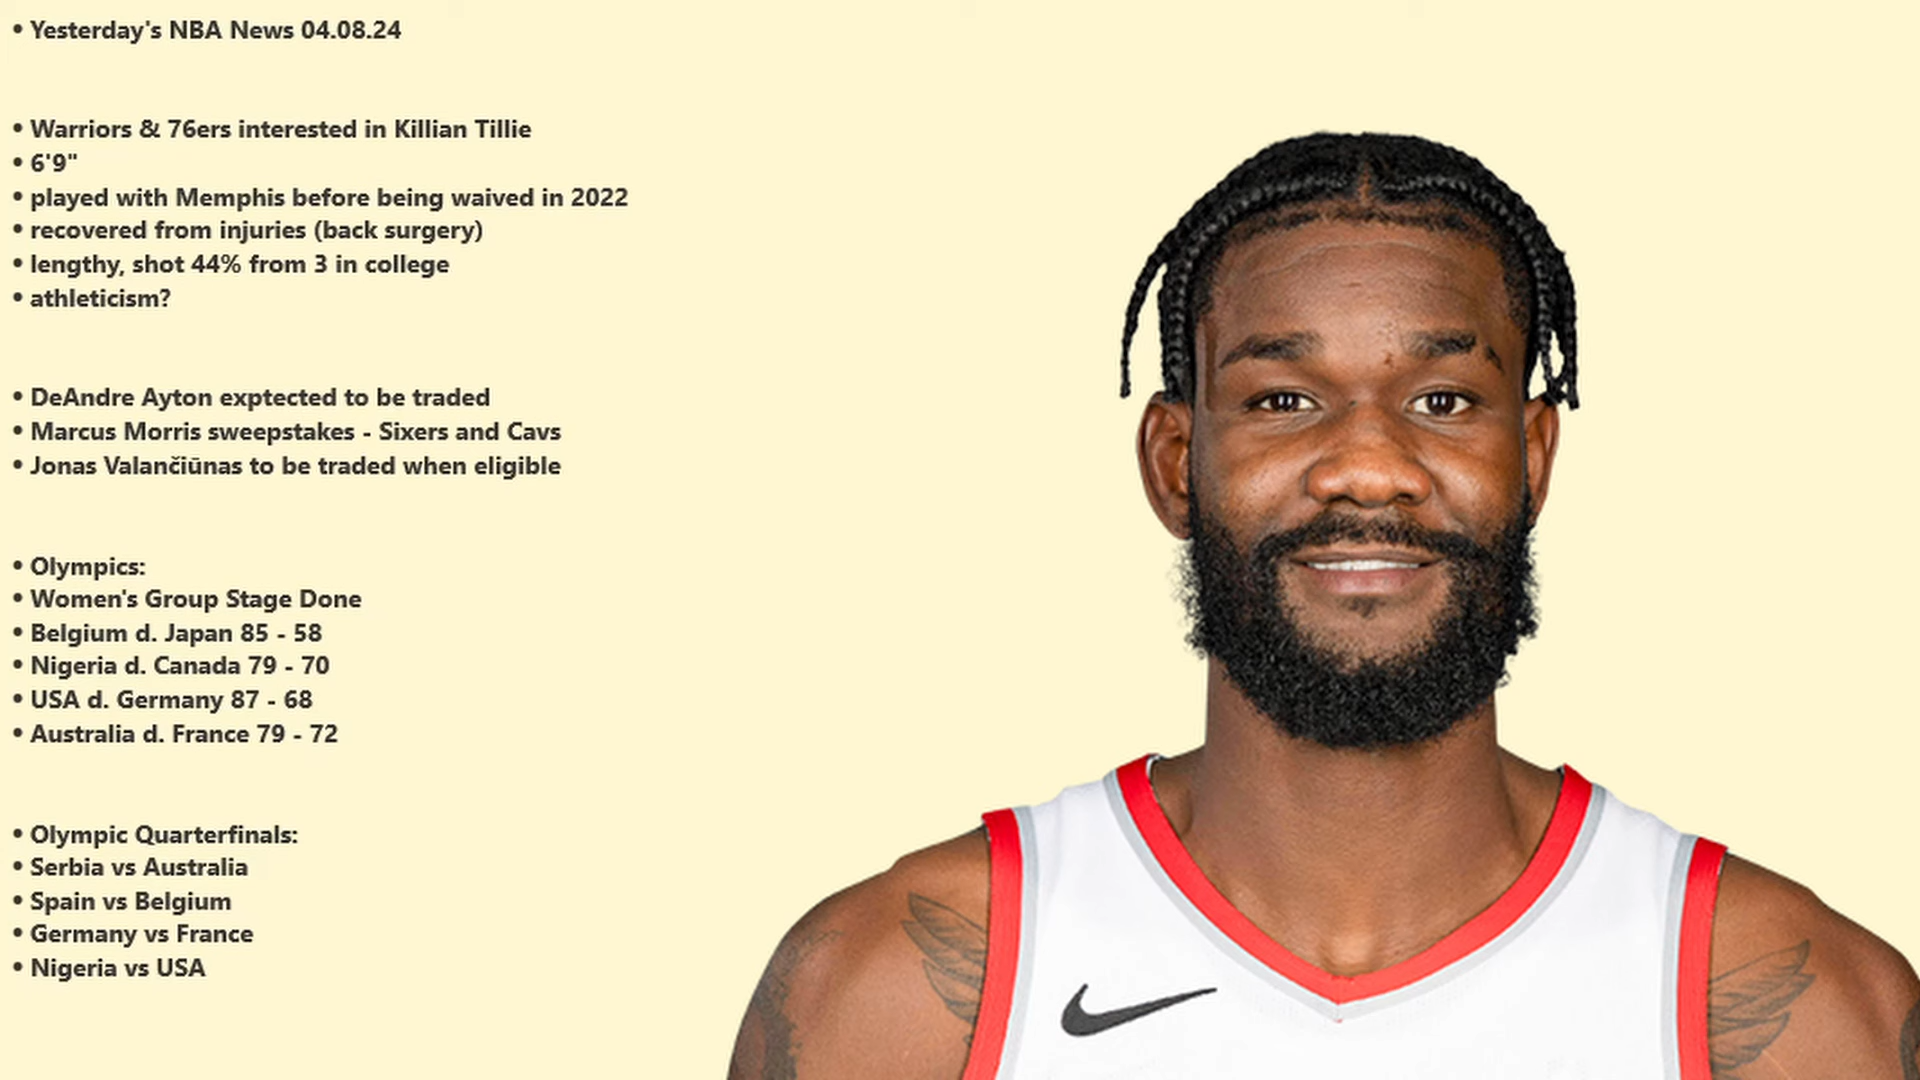 • Yesterday's NBA News 04.08.24
• Warriors & 76ers interested in Killian Tillie
• 6'9"
• played with Memphis before being waived in 2022
• recovered from injuries (back surgery)
• lengthy, shot 44% from 3 in college
• athleticism?
• DeAndre Ayton exptected to be traded
• Marcus Morris sweepstakes - Sixers and Cavs
• Jonas Valančiūnas to be traded when eligible
• Olympics:
• Women's Group Stage Done
• Belgium d. Japan 85 - 58
• Nigeria d. Canada 79 - 70
• USA d. Germany 87 - 68
• Australia d. France 79 - 72
• Olympic Quarterfinals:
• Serbia vs Australia
• Spain vs Belgium
• Germany vs France
• Nigeria vs USA